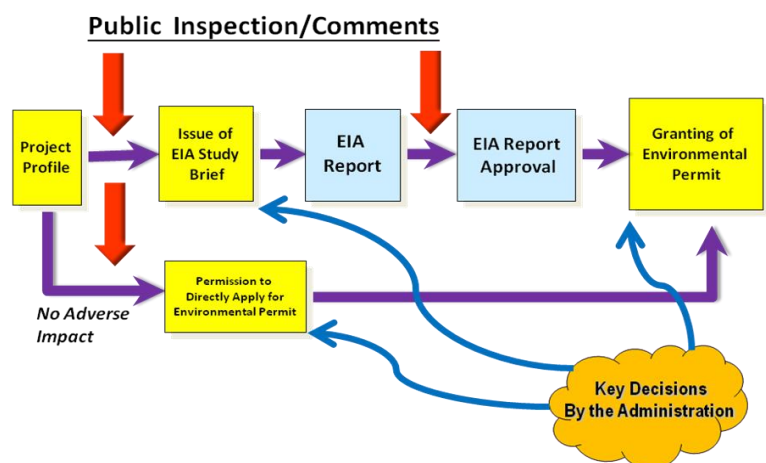 Public Inspection/Comments
Project
Profile
Issue of
EIA Study
Brief
EIA
Report
EIA Report
Approval
Granting of
Environmental
Permit
No Adverse
Impact
Permission to
Directly Apply for
Environmental Permit
Key Decisions
By the Administration